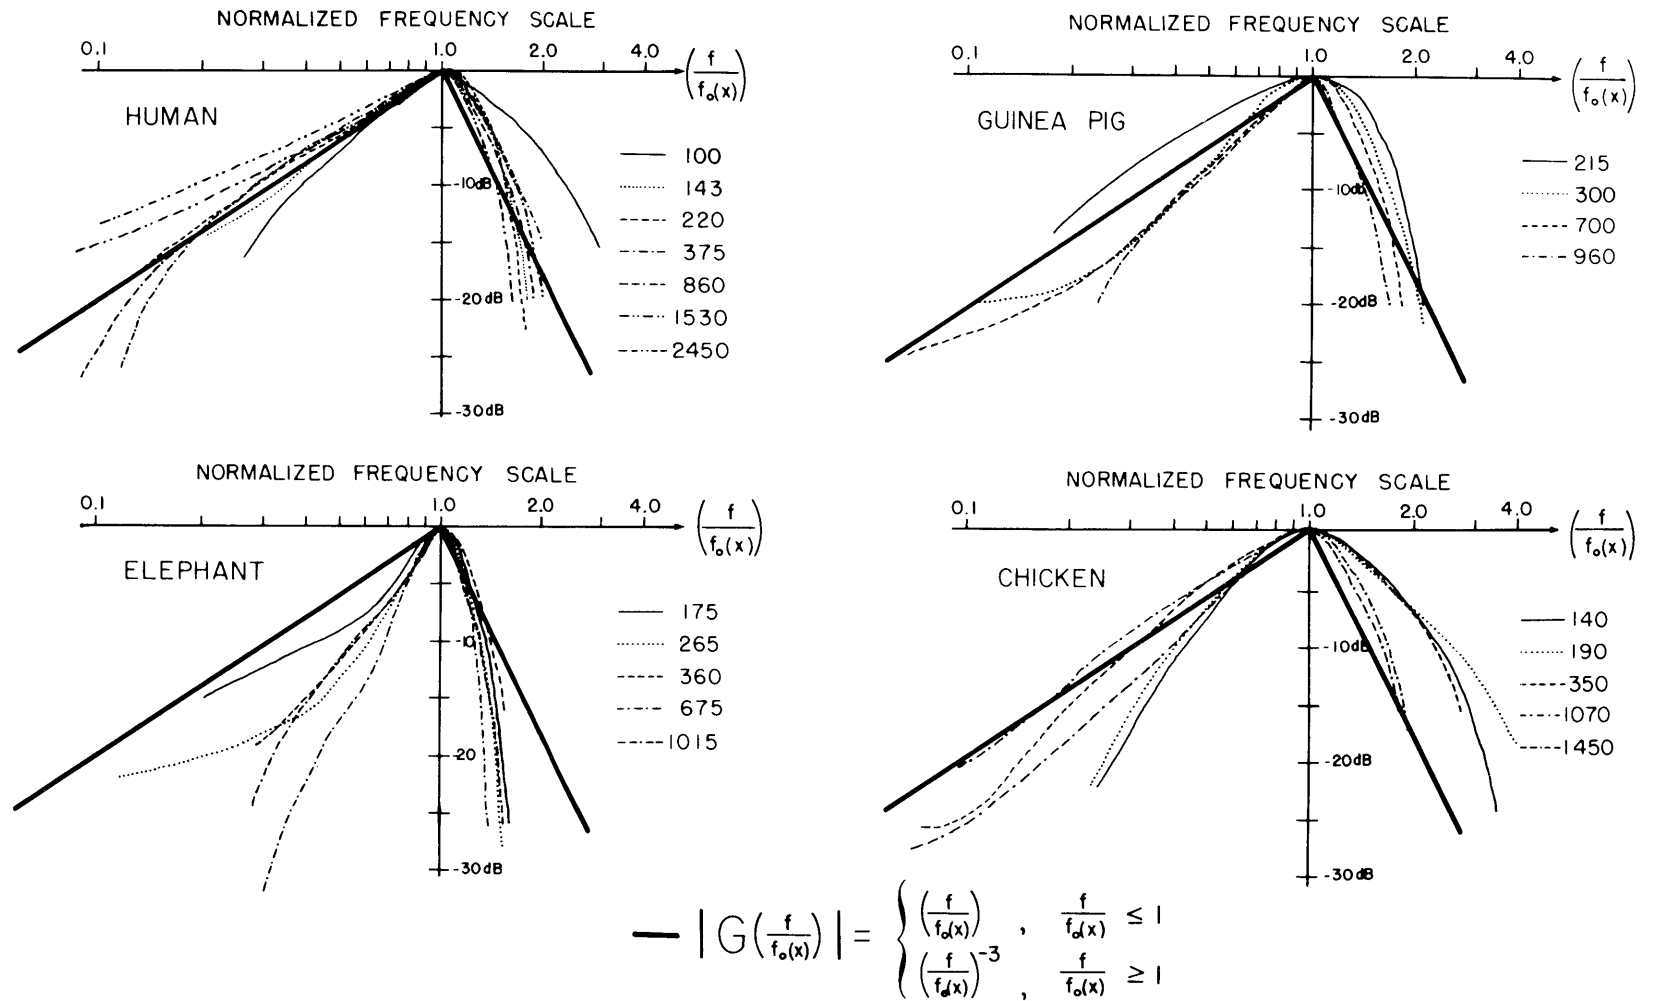 NORMALIZED FREQUENCY SCALE
0.1 1.0 2.0 4.0 (f / f₀(x))
HUMAN
-10dB
-20dB
-30dB
100
143
220
375
860
1530
2450
NORMALIZED FREQUENCY SCALE
0.1 1.0 2.0 4.0 (f / f₀(x))
GUINEA PIG
-10dB
-20dB
-30dB
215
300
700
960
NORMALIZED FREQUENCY SCALE
0.1 1.0 2.0 4.0 (f / f₀(x))
ELEPHANT
-10
-20
-30dB
175
265
360
675
1015
NORMALIZED FREQUENCY SCALE
0.1 1.0 2.0 4.0 (f / f₀(x))
CHICKEN
-10dB
-20dB
-30dB
140
190
350
1070
1450
|G(f / f₀(x))| = { (f / f₀(x)) , f / f₀(x) ≤ 1
(f / f₀(x))⁻³ , f / f₀(x) ≥ 1